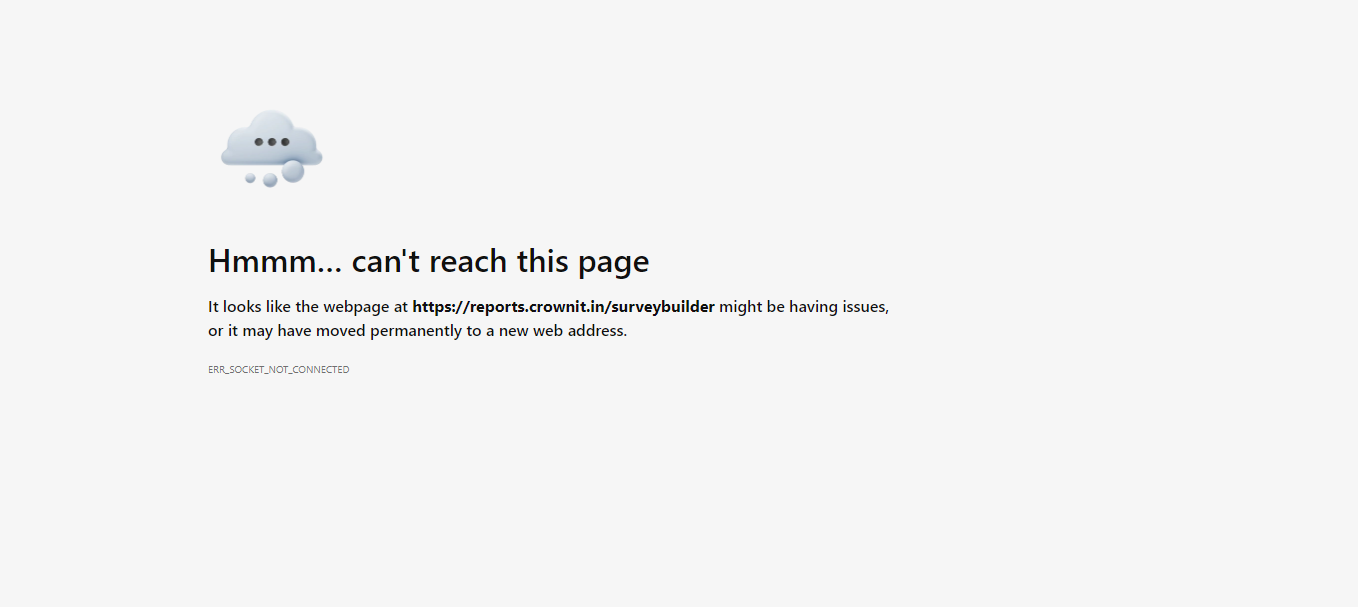 Hmmm… can't reach this page
It looks like the webpage at https://reports.crownit.in/surveybuilder might be having issues,
or it may have moved permanently to a new web address.
ERR_SOCKET_NOT_CONNECTED